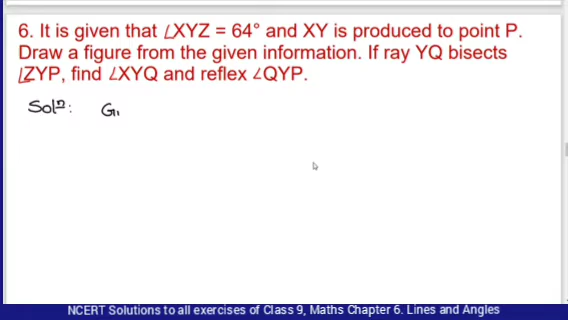 6. It is given that ∠XYZ = 64° and XY is produced to point P.
Draw a figure from the given information. If ray YQ bisects
∠ZYP, find ∠XYQ and reflex ∠QYP.
Solⁿ: Gi
NCERT Solutions to all exercises of Class 9, Maths Chapter 6. Lines and Angles